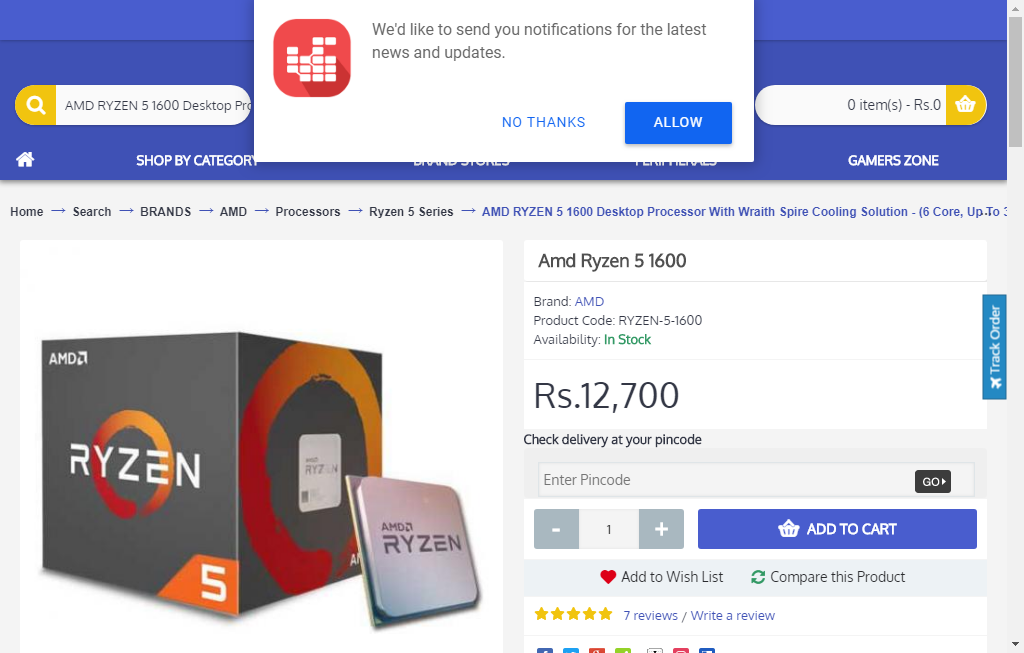 We'd like to send you notifications for the latest
news and updates.
NO THANKS
ALLOW
AMD RYZEN 5 1600 Desktop Pro
0 item(s) - Rs.0
SHOP BY CATEGORY
BRAND STORES
PERIPHERALS
GAMERS ZONE
Home → Search → BRANDS → AMD → Processors → Ryzen 5 Series → AMD RYZEN 5 1600 Desktop Processor With Wraith Spire Cooling Solution - (6 Core, Up To 3
Amd Ryzen 5 1600
Brand: AMD
Product Code: RYZEN-5-1600
Availability: In Stock
Track Order
Rs.12,700
Check delivery at your pincode
Enter Pincode
GO
- 1 +
ADD TO CART
Add to Wish List
Compare this Product
7 reviews / Write a review
AMD
RYZEN
AMD
RYZEN
5
AMD
RYZEN